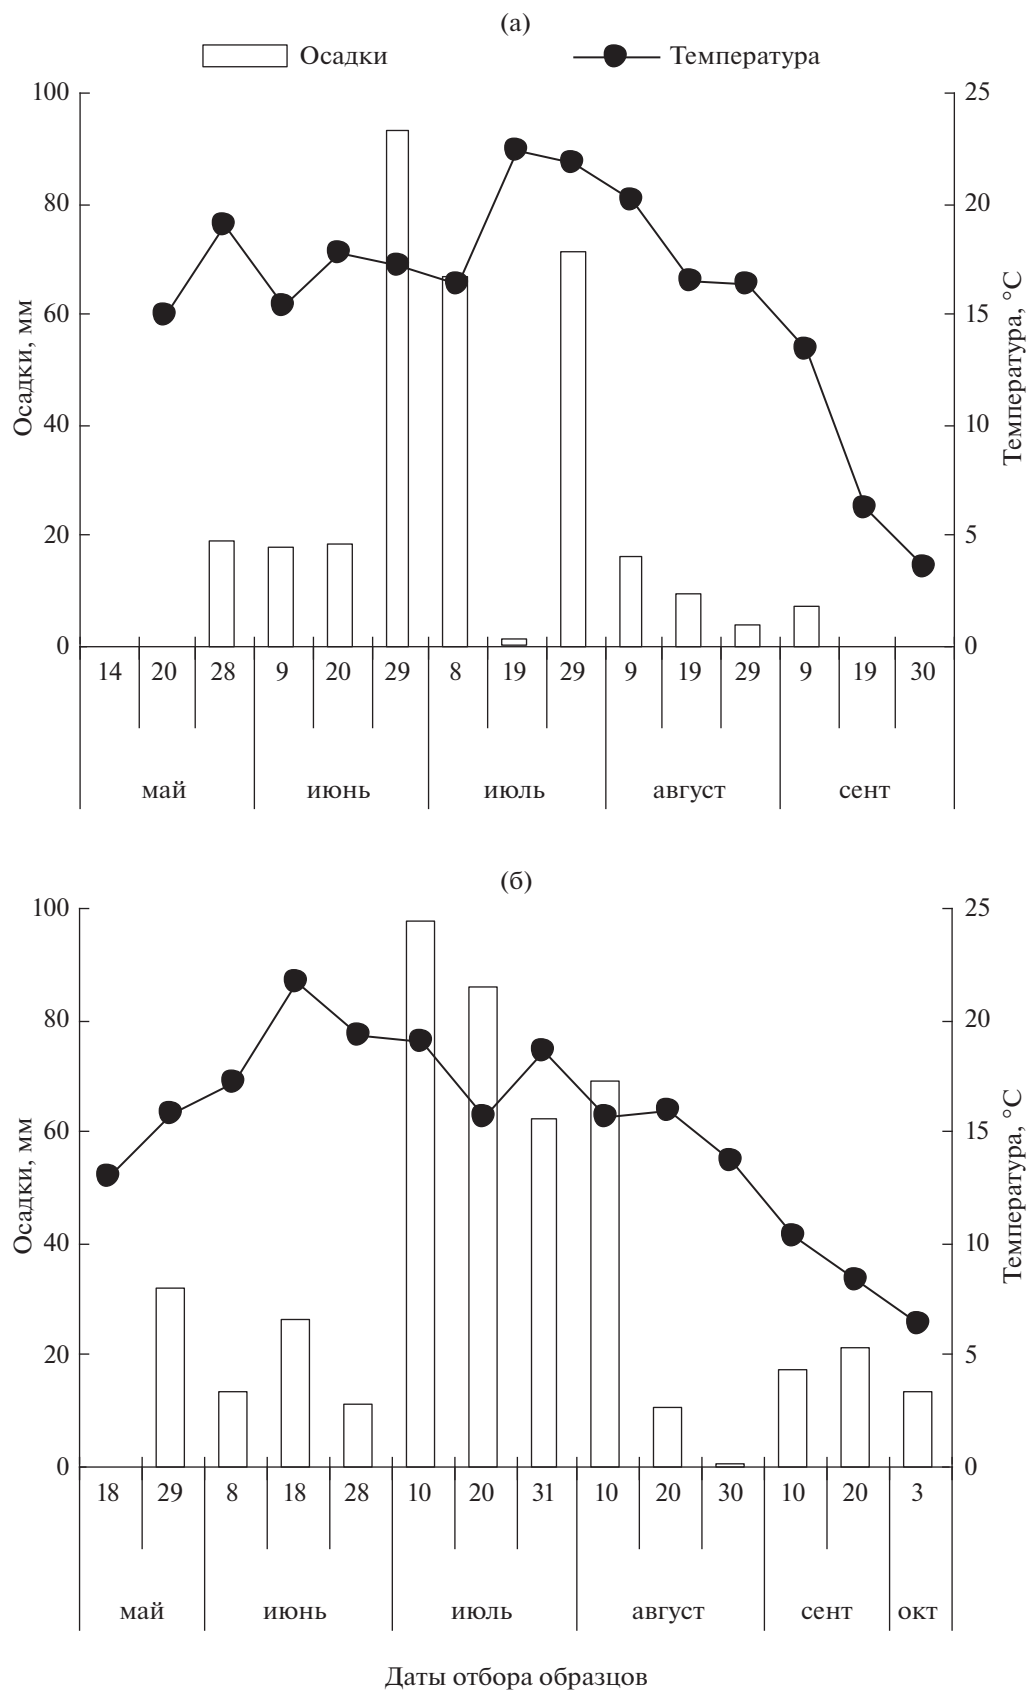 (а)
Осадки Температура
100 25
80 20
60 15
40 10
20 5
0 0
Осадки, мм
Температура, °С
14 20 28 9 20 29 8 19 29 9 19 29 9 19 30
май июнь июль август сент
(б)
100 25
80 20
60 15
40 10
20 5
0 0
Осадки, мм
Температура, °С
18 29 8 18 28 10 20 31 10 20 30 10 20 3
май июнь июль август сент окт
Даты отбора образцов